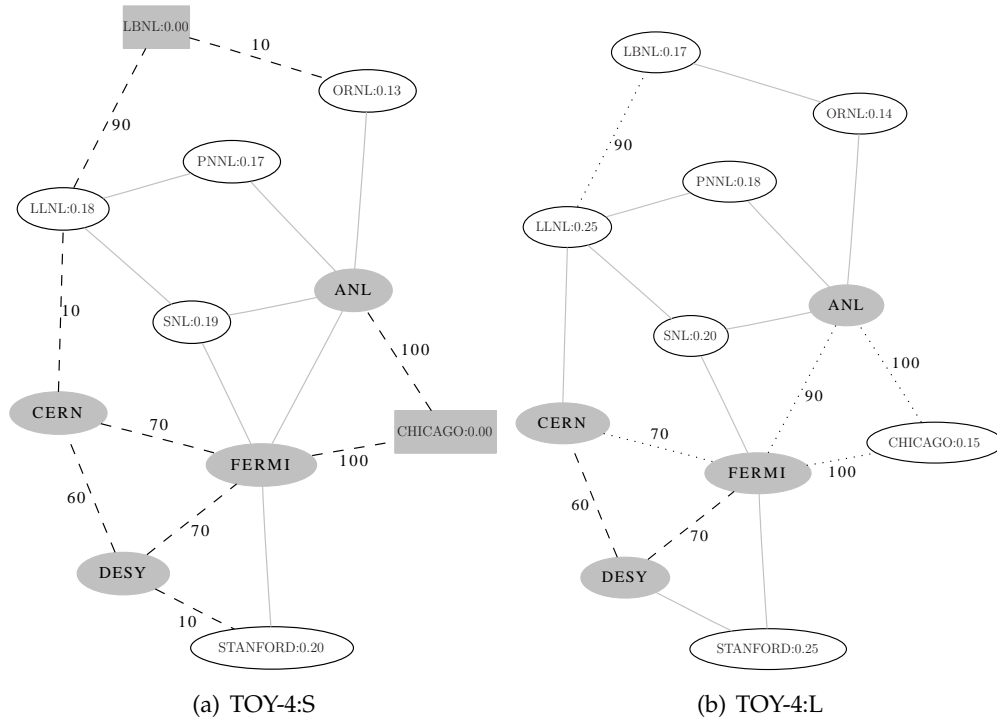 LBNL:0.00
10
ORNL:0.13
90
PNNL:0.17
LLNL:0.18
ANL
10
SNL:0.19
100
CERN
70
CHICAGO:0.00
FERMI
100
60
70
DESY
10
STANFORD:0.20
(a) TOY-4:S
LBNL:0.17
ORNL:0.14
90
PNNL:0.18
LLNL:0.25
ANL
SNL:0.20
100
90
CERN
70
CHICAGO:0.15
FERMI
100
60
70
DESY
STANFORD:0.25
(b) TOY-4:L